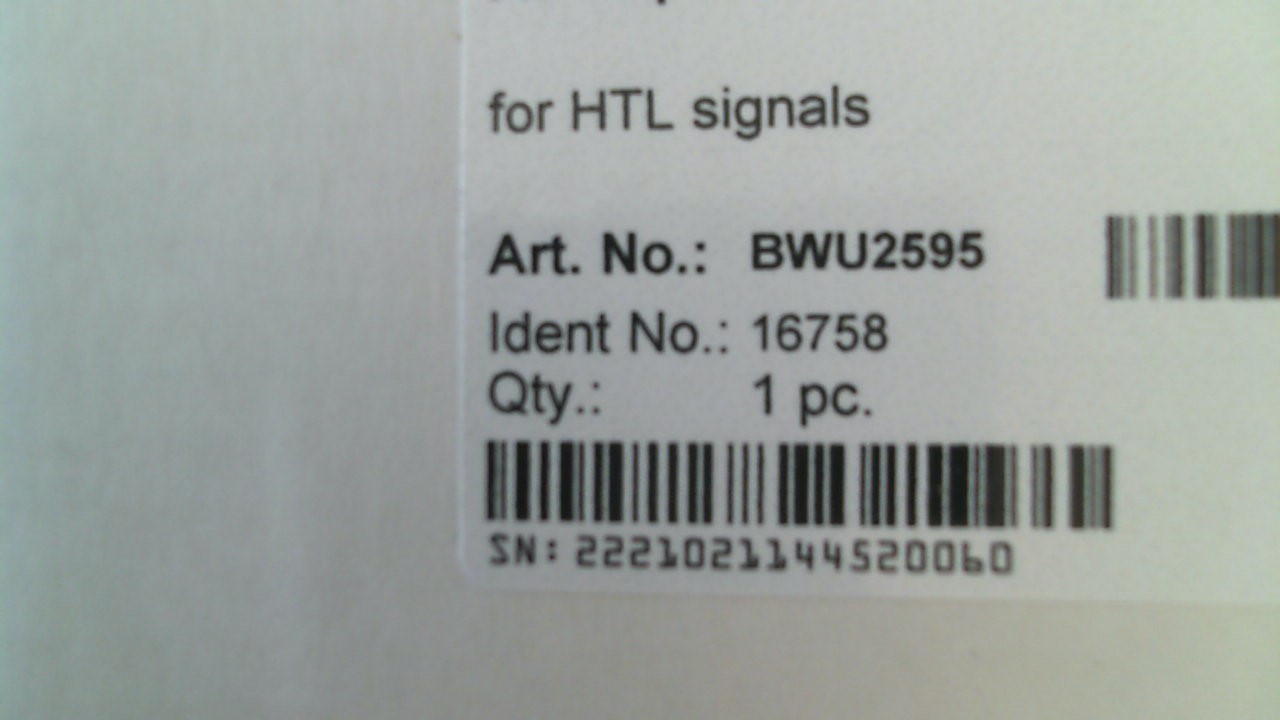 for HTL signals
Art. No.: BWU2595
Ident No.: 16758
Qty.: 1 pc.
SN: 2221021144520060